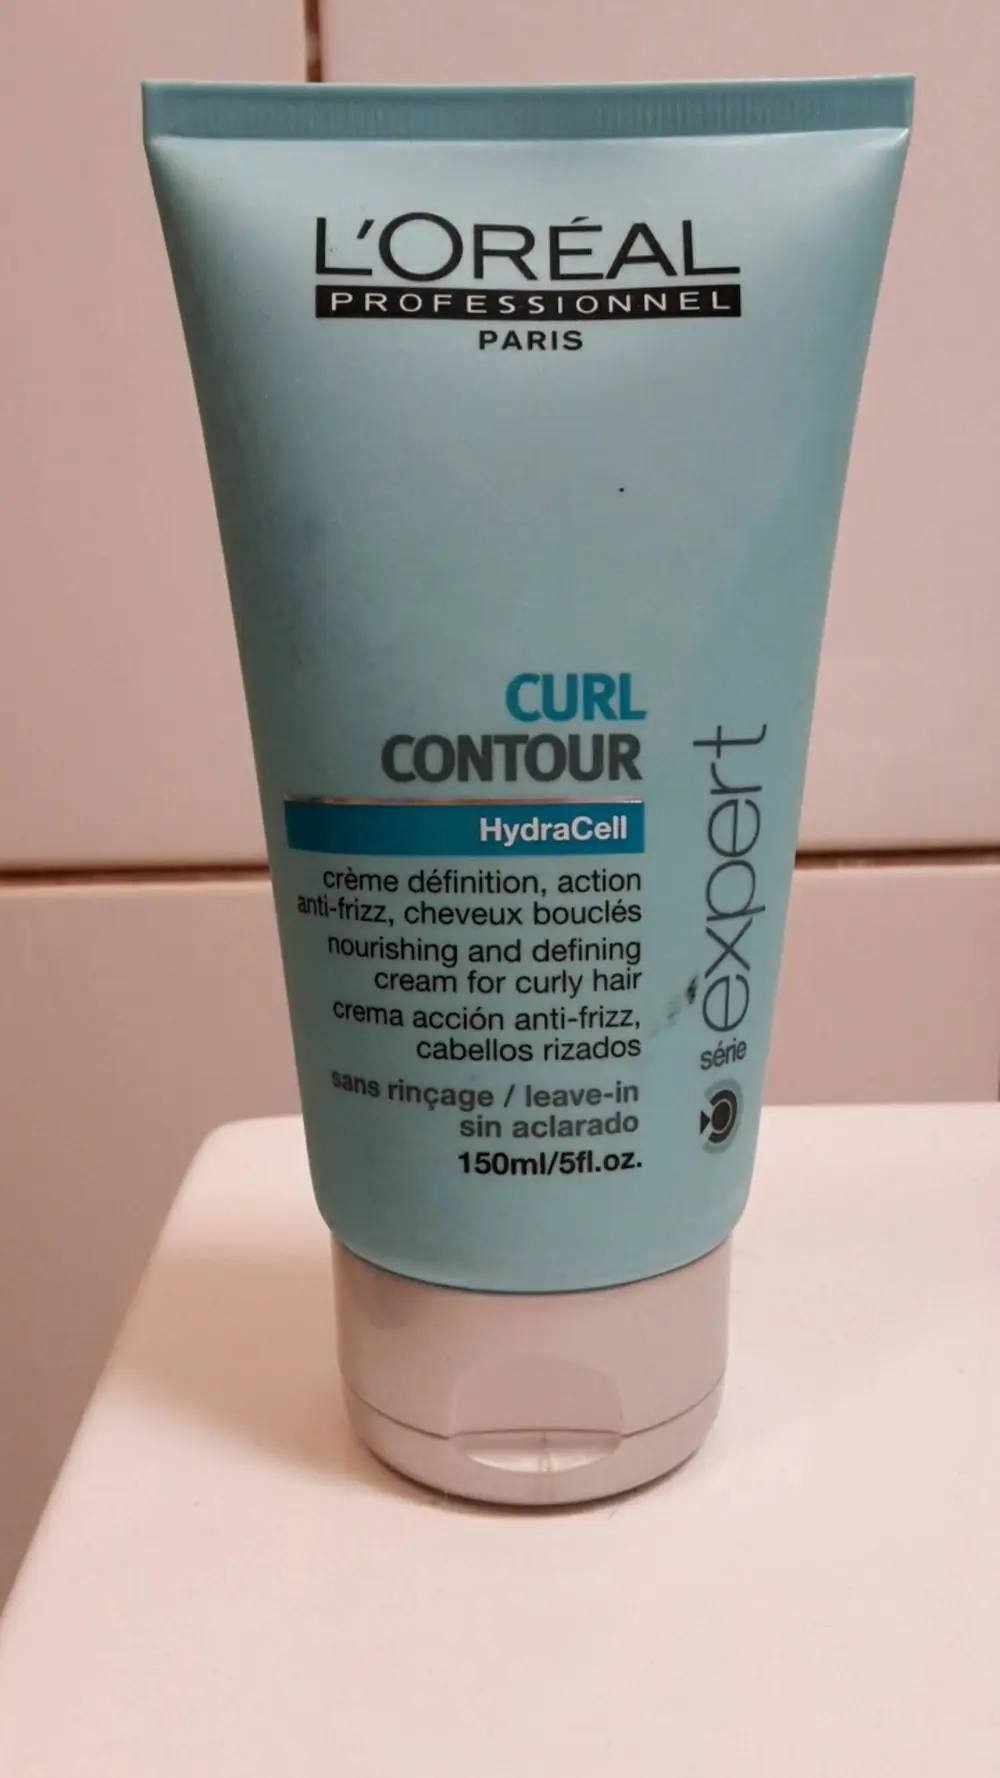 L'ORÉAL
PROFESSIONNEL
PARIS
CURL
CONTOUR
HydraCell
crème définition, action
anti-frizz, cheveux bouclés
nourishing and defining
cream for curly hair
crema acción anti-frizz,
cabellos rizados
sans rinçage / leave-in
sin aclarado
150ml/5fl.oz.
série expert